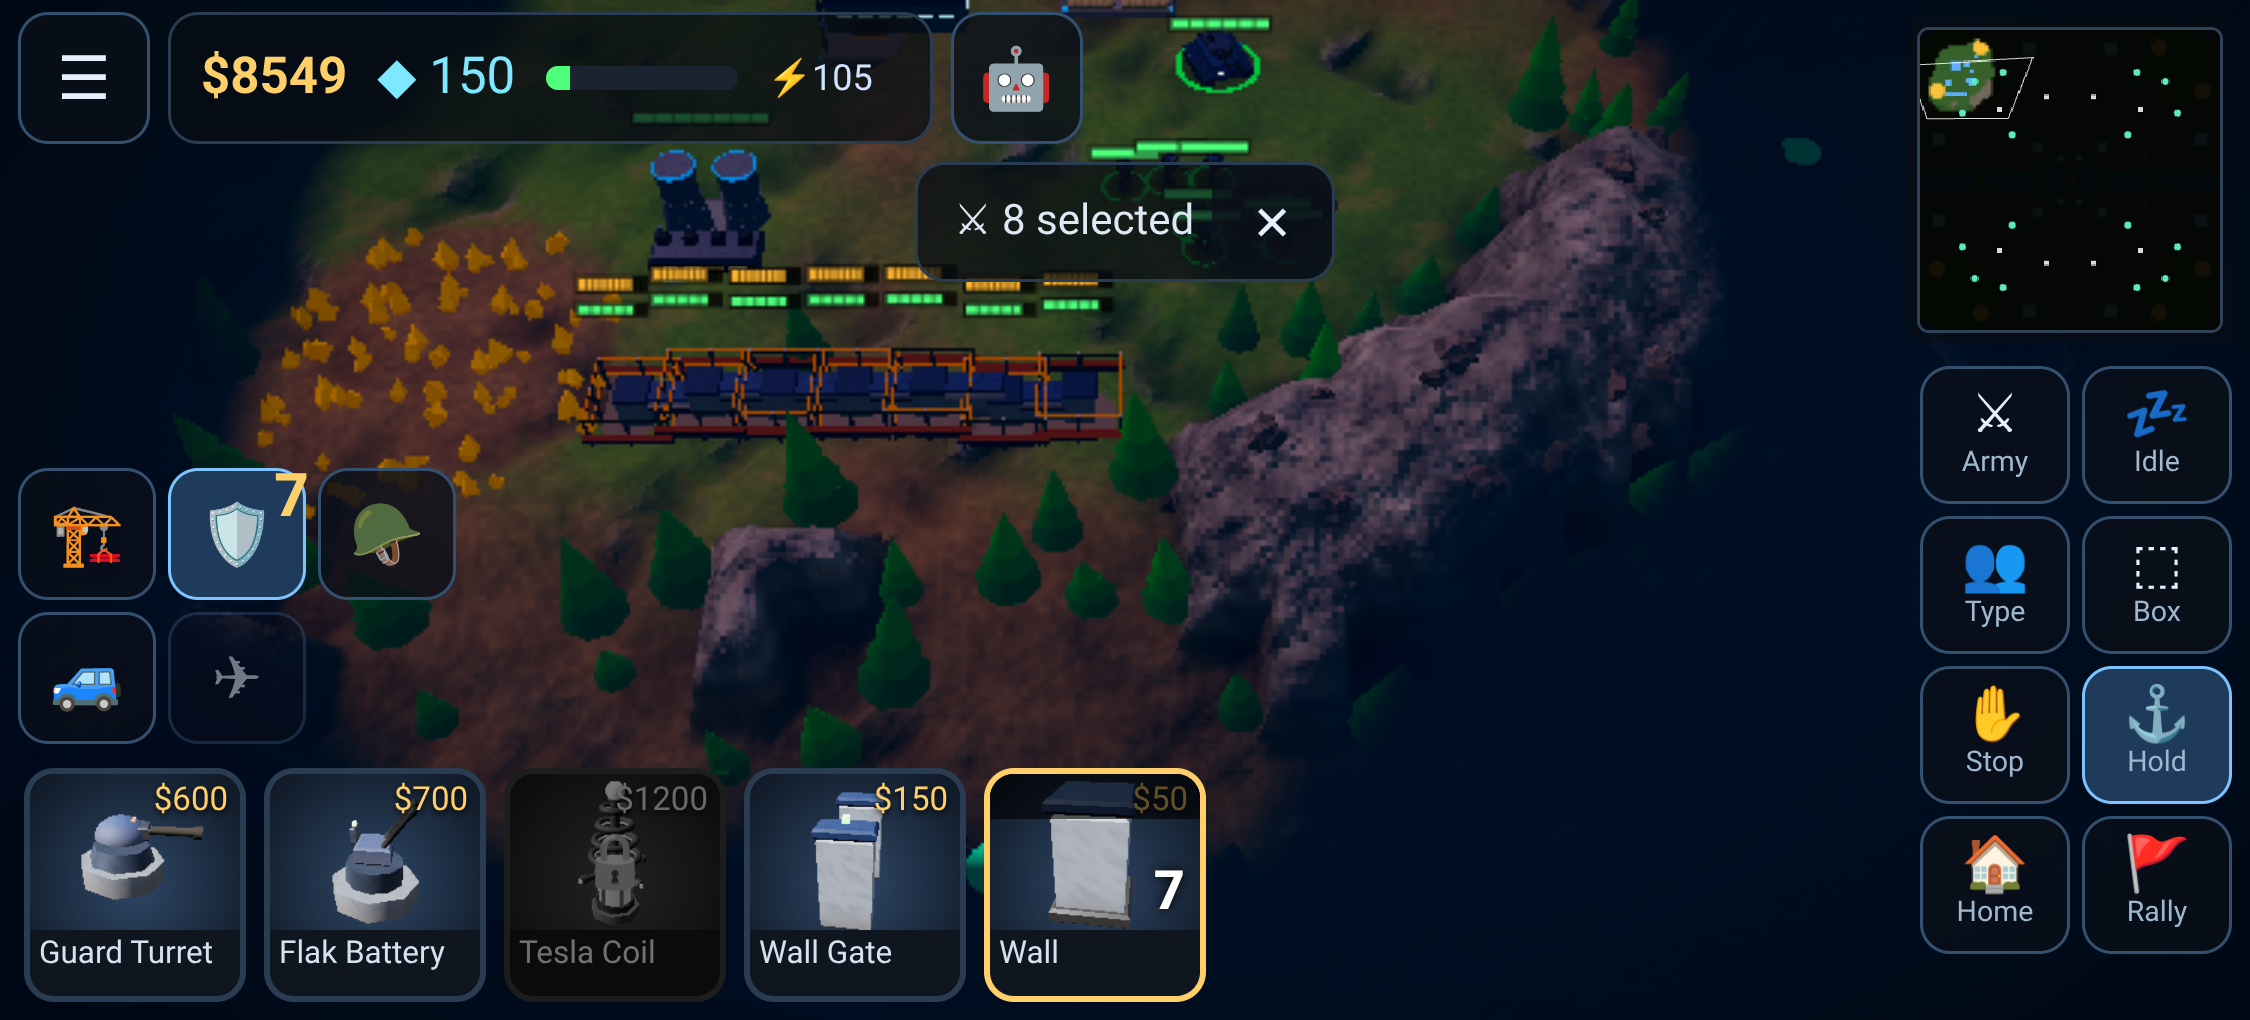 $8549 150 105
8 selected
Army Idle
Type Box
Stop Hold
Home Rally
7
$600 $700 $1200 $150 $50
7
Guard Turret Flak Battery Tesla Coil Wall Gate Wall